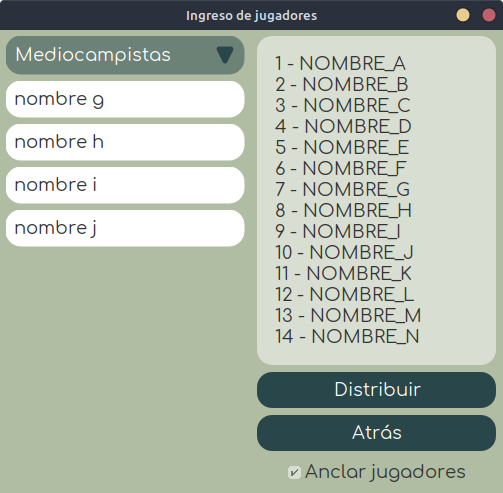 Ingreso de jugadores
Mediocampistas
nombre g
nombre h
nombre i
nombre j
1 - NOMBRE_A
2 - NOMBRE_B
3 - NOMBRE_C
4 - NOMBRE_D
5 - NOMBRE_E
6 - NOMBRE_F
7 - NOMBRE_G
8 - NOMBRE_H
9 - NOMBRE_I
10 - NOMBRE_J
11 - NOMBRE_K
12 - NOMBRE_L
13 - NOMBRE_M
14 - NOMBRE_N
Distribuir
Atrás
Anclar jugadores